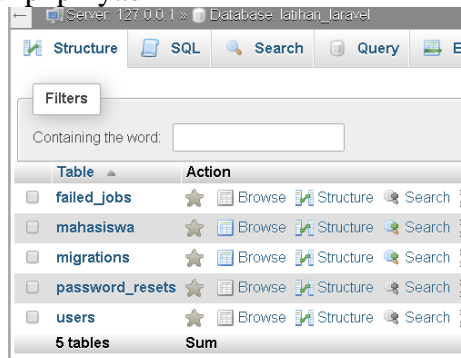 Server: 127.0.0.1 » Database: latihan_laravel
Structure SQL Search Query
Filters
Containing the word:
Table Action
failed_jobs Browse Structure Search
mahasiswa Browse Structure Search
migrations Browse Structure Search
password_resets Browse Structure Search
users Browse Structure Search
5 tables Sum